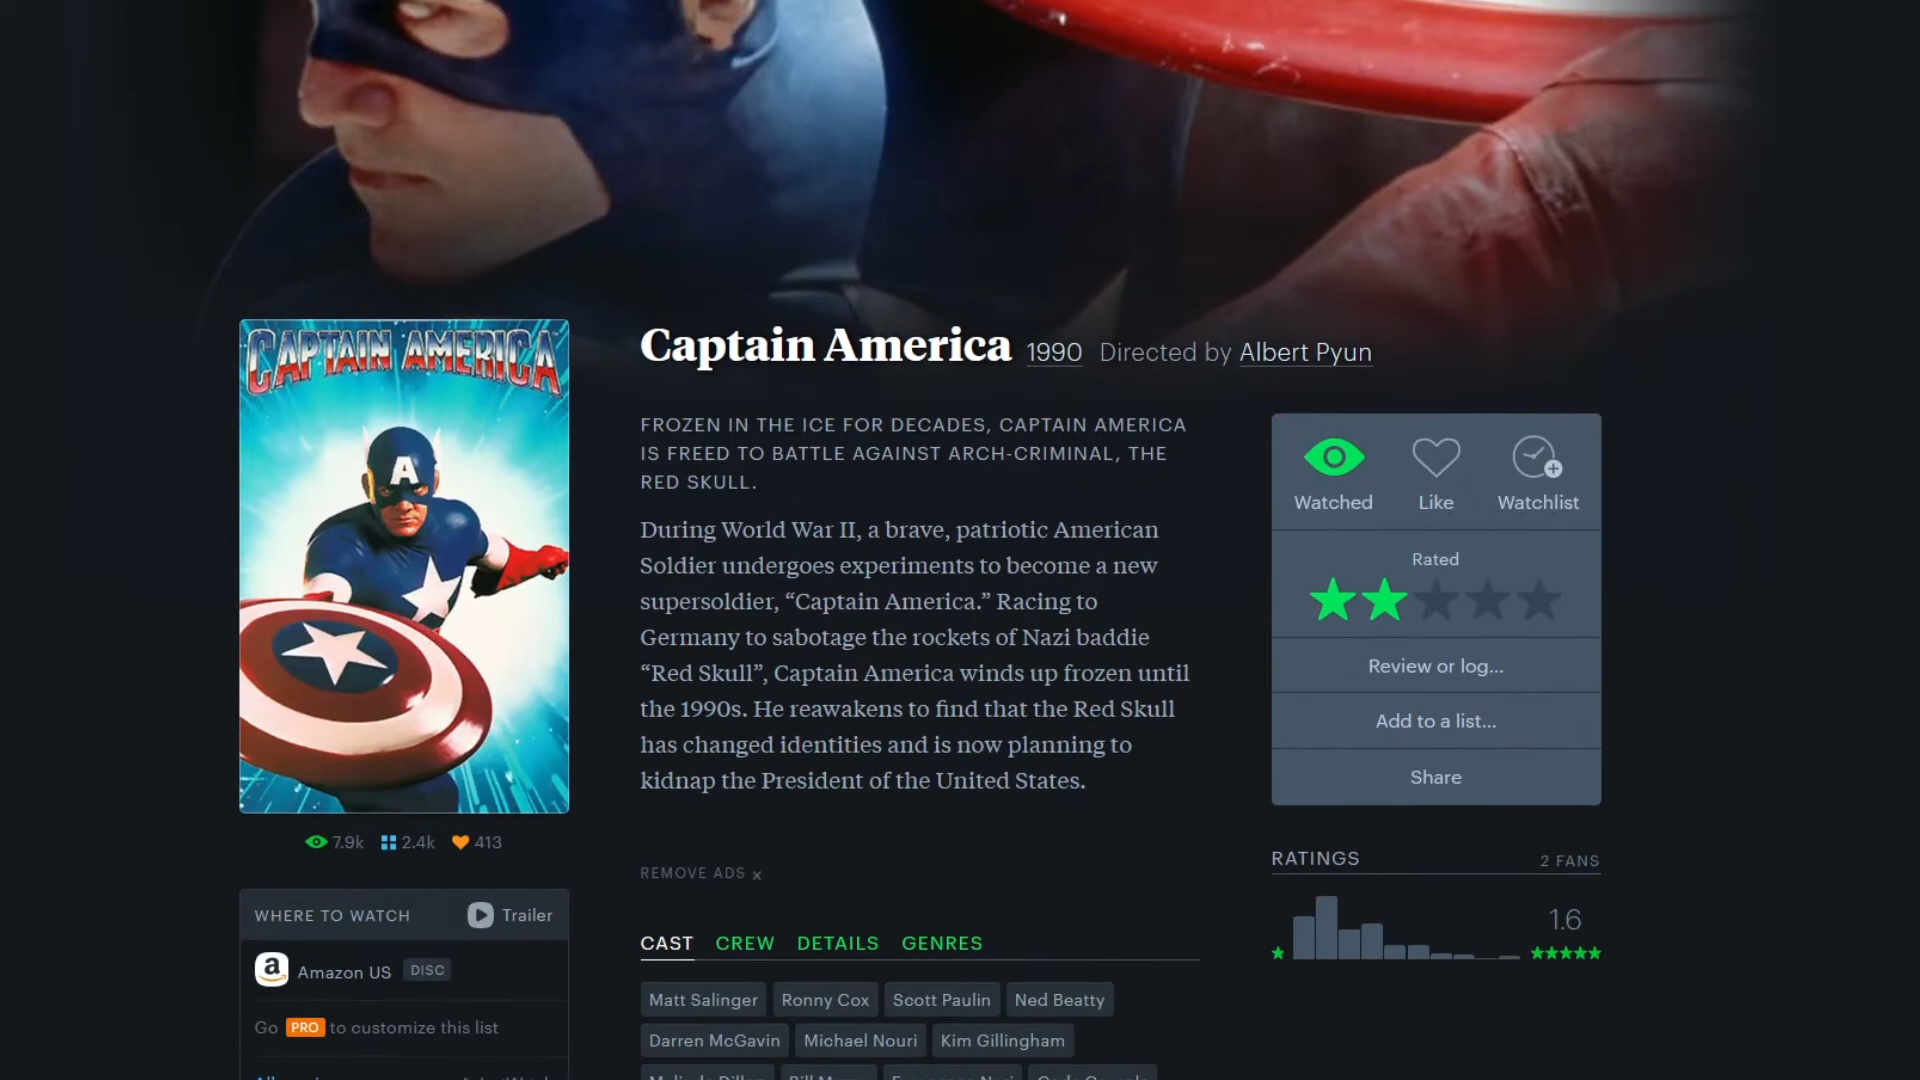 Captain America 1990 Directed by Albert Pyun
CAPTAIN AMERICA
A
FROZEN IN THE ICE FOR DECADES, CAPTAIN AMERICA
IS FREED TO BATTLE AGAINST ARCH-CRIMINAL, THE
RED SKULL.
During World War II, a brave, patriotic American
Soldier undergoes experiments to become a new
supersoldier, “Captain America.” Racing to
Germany to sabotage the rockets of Nazi baddie
“Red Skull”, Captain America winds up frozen until
the 1990s. He reawakens to find that the Red Skull
has changed identities and is now planning to
kidnap the President of the United States.
Watched Like Watchlist
Rated
Review or log...
Add to a list...
Share
7.9k 2.4k 413
REMOVE ADS x
RATINGS 2 FANS
1.6
WHERE TO WATCH Trailer
Amazon US DISC
Go PRO to customize this list
CAST CREW DETAILS GENRES
Matt Salinger Ronny Cox Scott Paulin Ned Beatty
Darren McGavin Michael Nouri Kim Gillingham